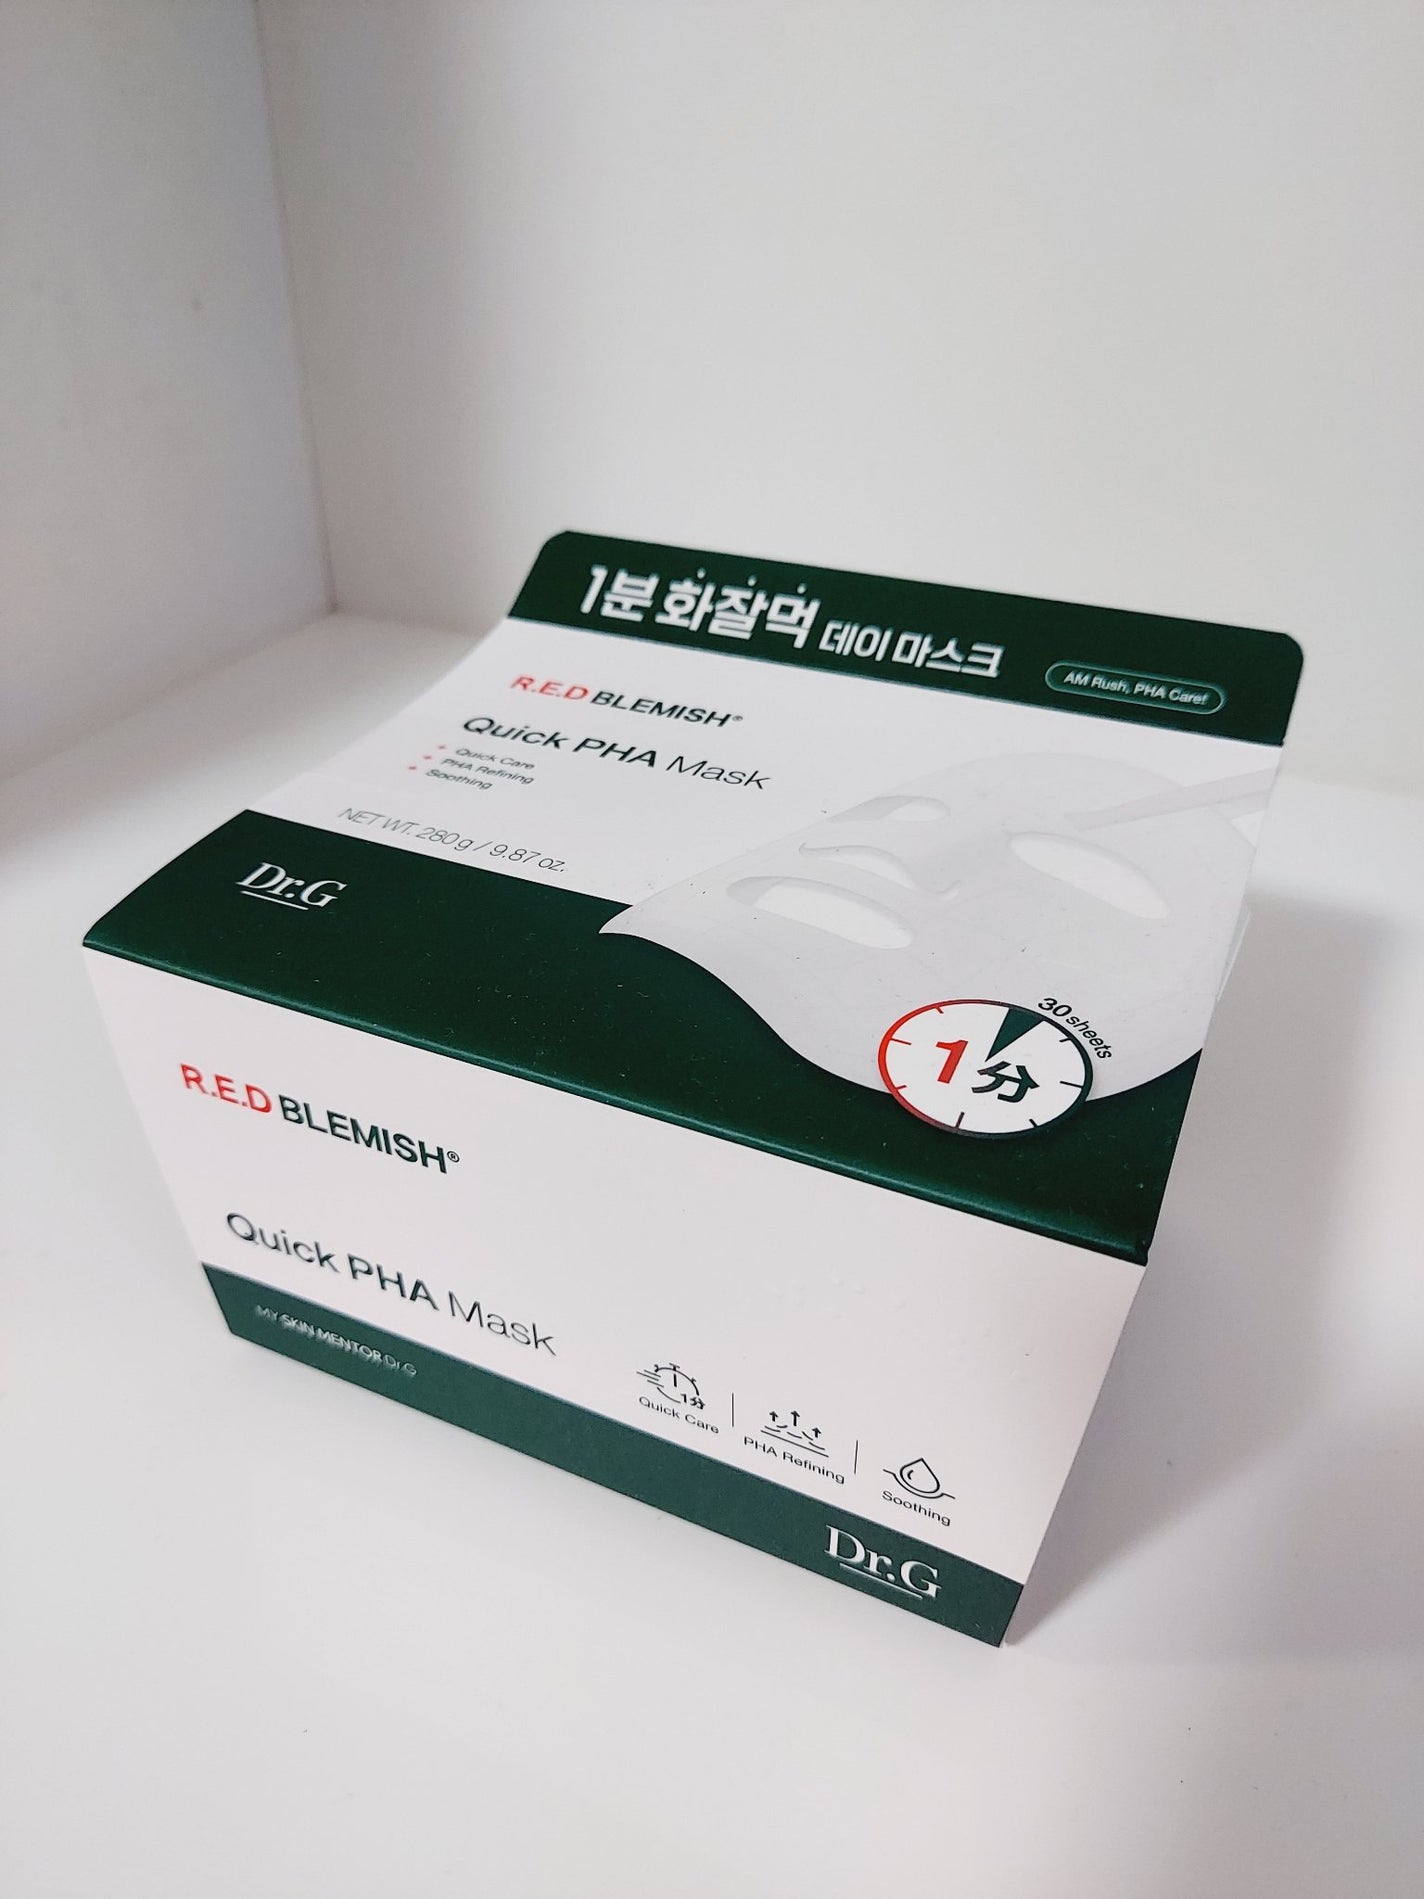 1분 화잘먹 데이 마스크
AM Rush, PHA Care!
R.E.D BLEMISH®
Quick PHA Mask
+ Quick Care
+ PHA Refining
+ Soothing
NET WT. 280g / 9.87 oz.
Dr.G
30 sheets
1分
R.E.D BLEMISH®
Quick PHA Mask
MY SKIN MENTOR Dr.G
1分
Quick Care
PHA Refining
Soothing
Dr.G